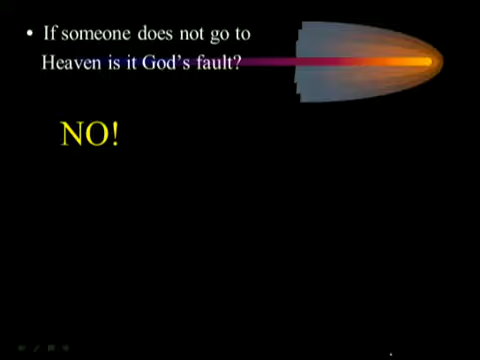 • If someone does not go to
Heaven is it God's fault?
NO!